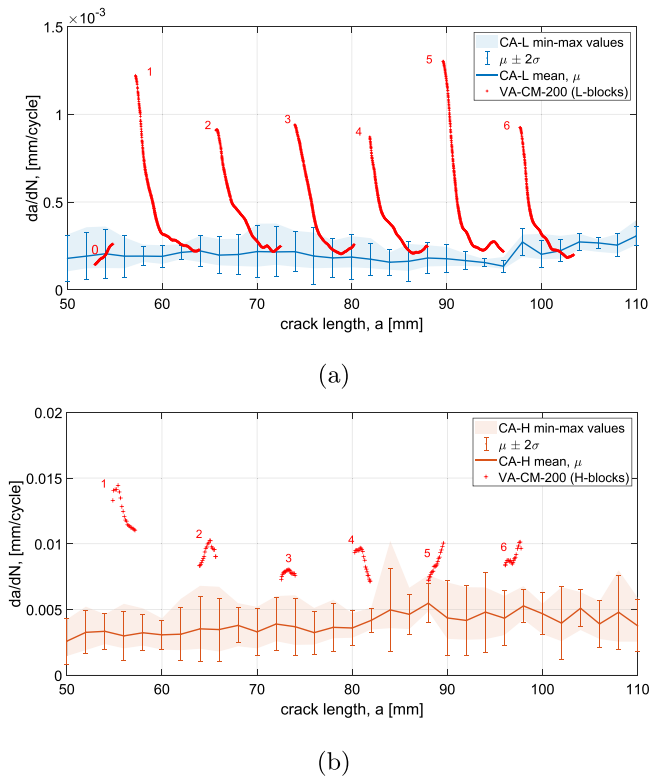 ×10⁻³
1.5
1
0.5
0
da/dN, [mm/cycle]
CA-L min-max values
μ ± 2σ
CA-L mean, μ
VA-CM-200 (L-blocks)
0
1
2
3
4
5
6
50 60 70 80 90 100 110
crack length, a [mm]
(a)
0.02
0.015
0.01
0.005
0
da/dN, [mm/cycle]
CA-H min-max values
μ ± 2σ
CA-H mean, μ
VA-CM-200 (H-blocks)
1
2
3
4
5
6
50 60 70 80 90 100 110
crack length, a [mm]
(b)